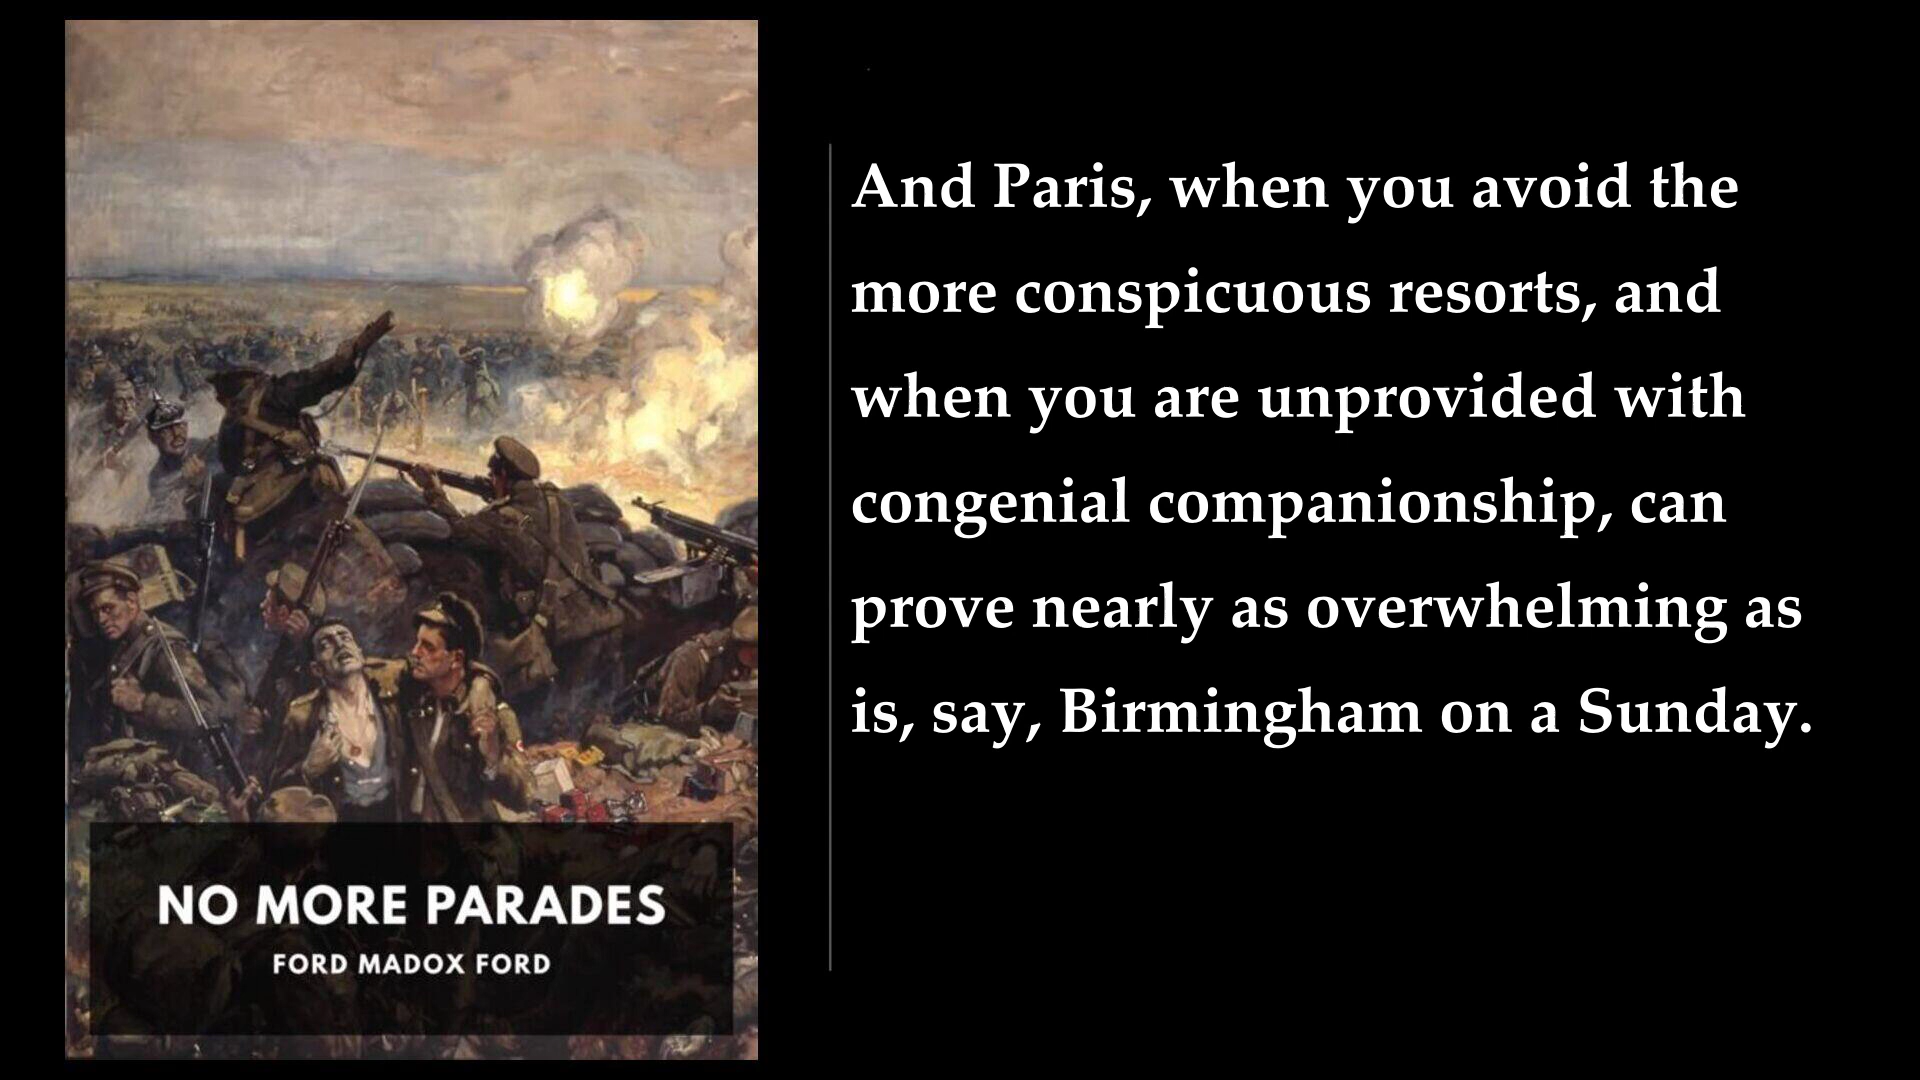 And Paris, when you avoid the
more conspicuous resorts, and
when you are unprovided with
congenial companionship, can
prove nearly as overwhelming as
is, say, Birmingham on a Sunday.
NO MORE PARADES
FORD MADOX FORD